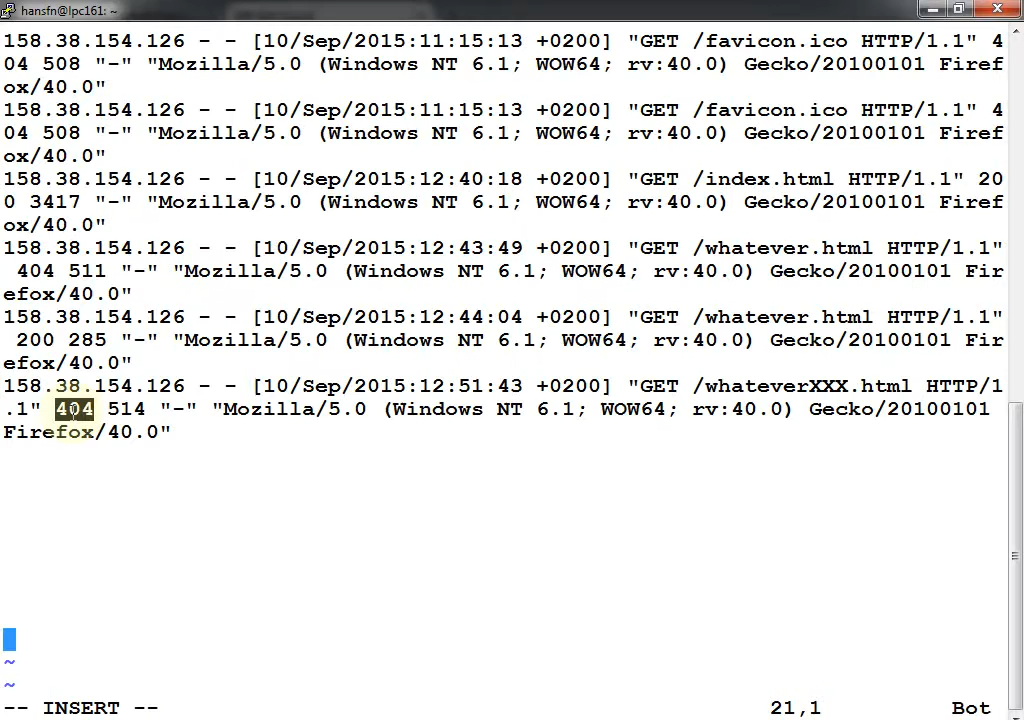 hansfn@lpc161: ~
158.38.154.126 - - [10/Sep/2015:11:15:13 +0200] "GET /favicon.ico HTTP/1.1" 4
04 508 "-" "Mozilla/5.0 (Windows NT 6.1; WOW64; rv:40.0) Gecko/20100101 Firef
ox/40.0"
158.38.154.126 - - [10/Sep/2015:11:15:13 +0200] "GET /favicon.ico HTTP/1.1" 4
04 508 "-" "Mozilla/5.0 (Windows NT 6.1; WOW64; rv:40.0) Gecko/20100101 Firef
ox/40.0"
158.38.154.126 - - [10/Sep/2015:12:40:18 +0200] "GET /index.html HTTP/1.1" 20
0 3417 "-" "Mozilla/5.0 (Windows NT 6.1; WOW64; rv:40.0) Gecko/20100101 Firef
ox/40.0"
158.38.154.126 - - [10/Sep/2015:12:43:49 +0200] "GET /whatever.html HTTP/1.1"
 404 511 "-" "Mozilla/5.0 (Windows NT 6.1; WOW64; rv:40.0) Gecko/20100101 Fir
efox/40.0"
158.38.154.126 - - [10/Sep/2015:12:44:04 +0200] "GET /whatever.html HTTP/1.1"
 200 285 "-" "Mozilla/5.0 (Windows NT 6.1; WOW64; rv:40.0) Gecko/20100101 Fir
efox/40.0"
158.38.154.126 - - [10/Sep/2015:12:51:43 +0200] "GET /whateverXXX.html HTTP/1
.1" 404 514 "-" "Mozilla/5.0 (Windows NT 6.1; WOW64; rv:40.0) Gecko/20100101
Firefox/40.0"
~
~
-- INSERT -- 21,1 Bot